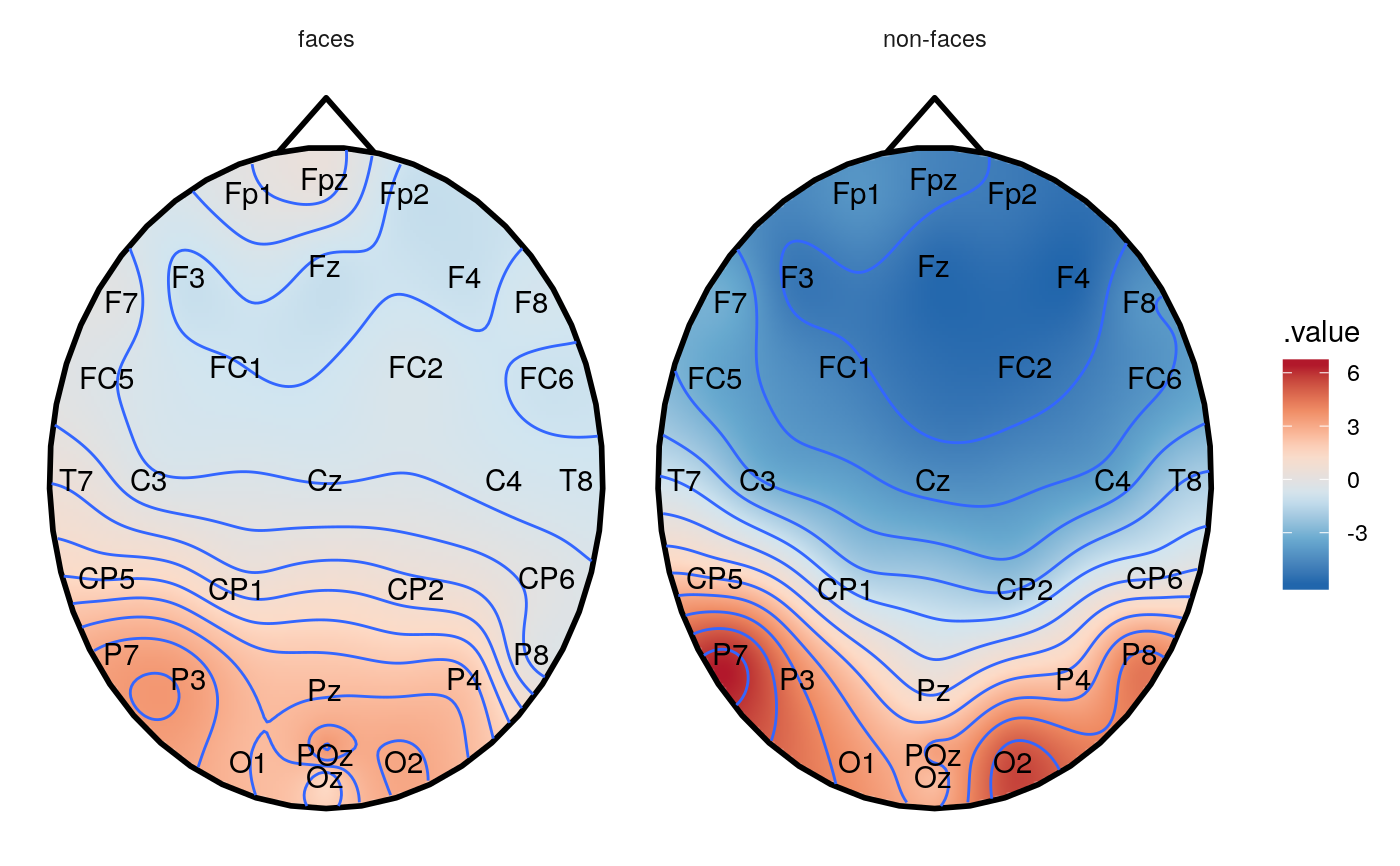 faces
non-faces
Fp1 Fpz Fp2
F7 F3 Fz F4 F8
FC5 FC1 FC2 FC6
T7 C3 Cz C4 T8
CP5 CP1 CP2 CP6
P7 P3 Pz P4 P8
O1 POz O2
Oz
Fp1 Fpz Fp2
F7 F3 Fz F4 F8
FC5 FC1 FC2 FC6
T7 C3 Cz C4 T8
CP5 CP1 CP2 CP6
P7 P3 Pz P4 P8
O1 POz O2
Oz
.value
6
3
0
-3